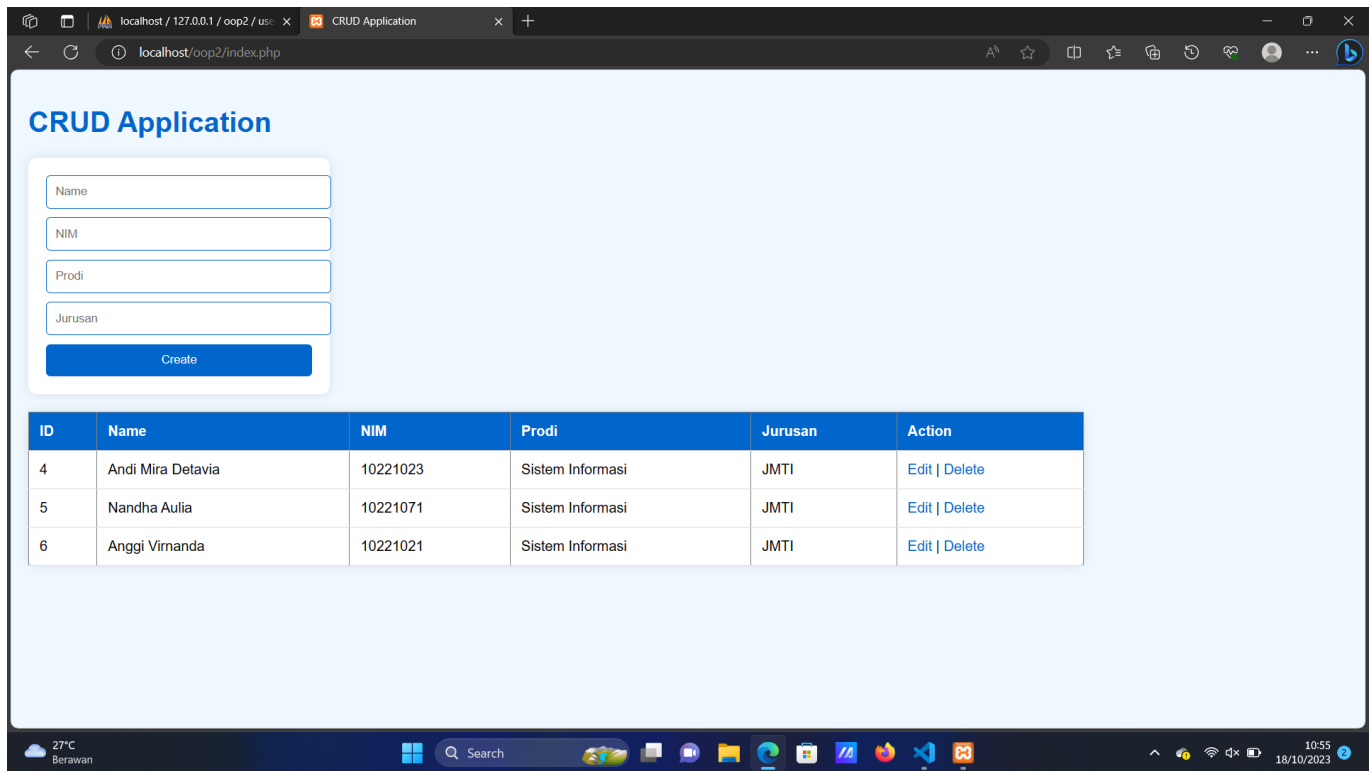 localhost / 127.0.0.1 / oop2 / use
CRUD Application
localhost/oop2/index.php
CRUD Application
Name
NIM
Prodi
Jurusan
Create
ID Name NIM Prodi Jurusan Action
4 Andi Mira Detavia 10221023 Sistem Informasi JMTI Edit | Delete
5 Nandha Aulia 10221071 Sistem Informasi JMTI Edit | Delete
6 Anggi Virnanda 10221021 Sistem Informasi JMTI Edit | Delete
27°C
Berawan
Search
10:55
18/10/2023
2